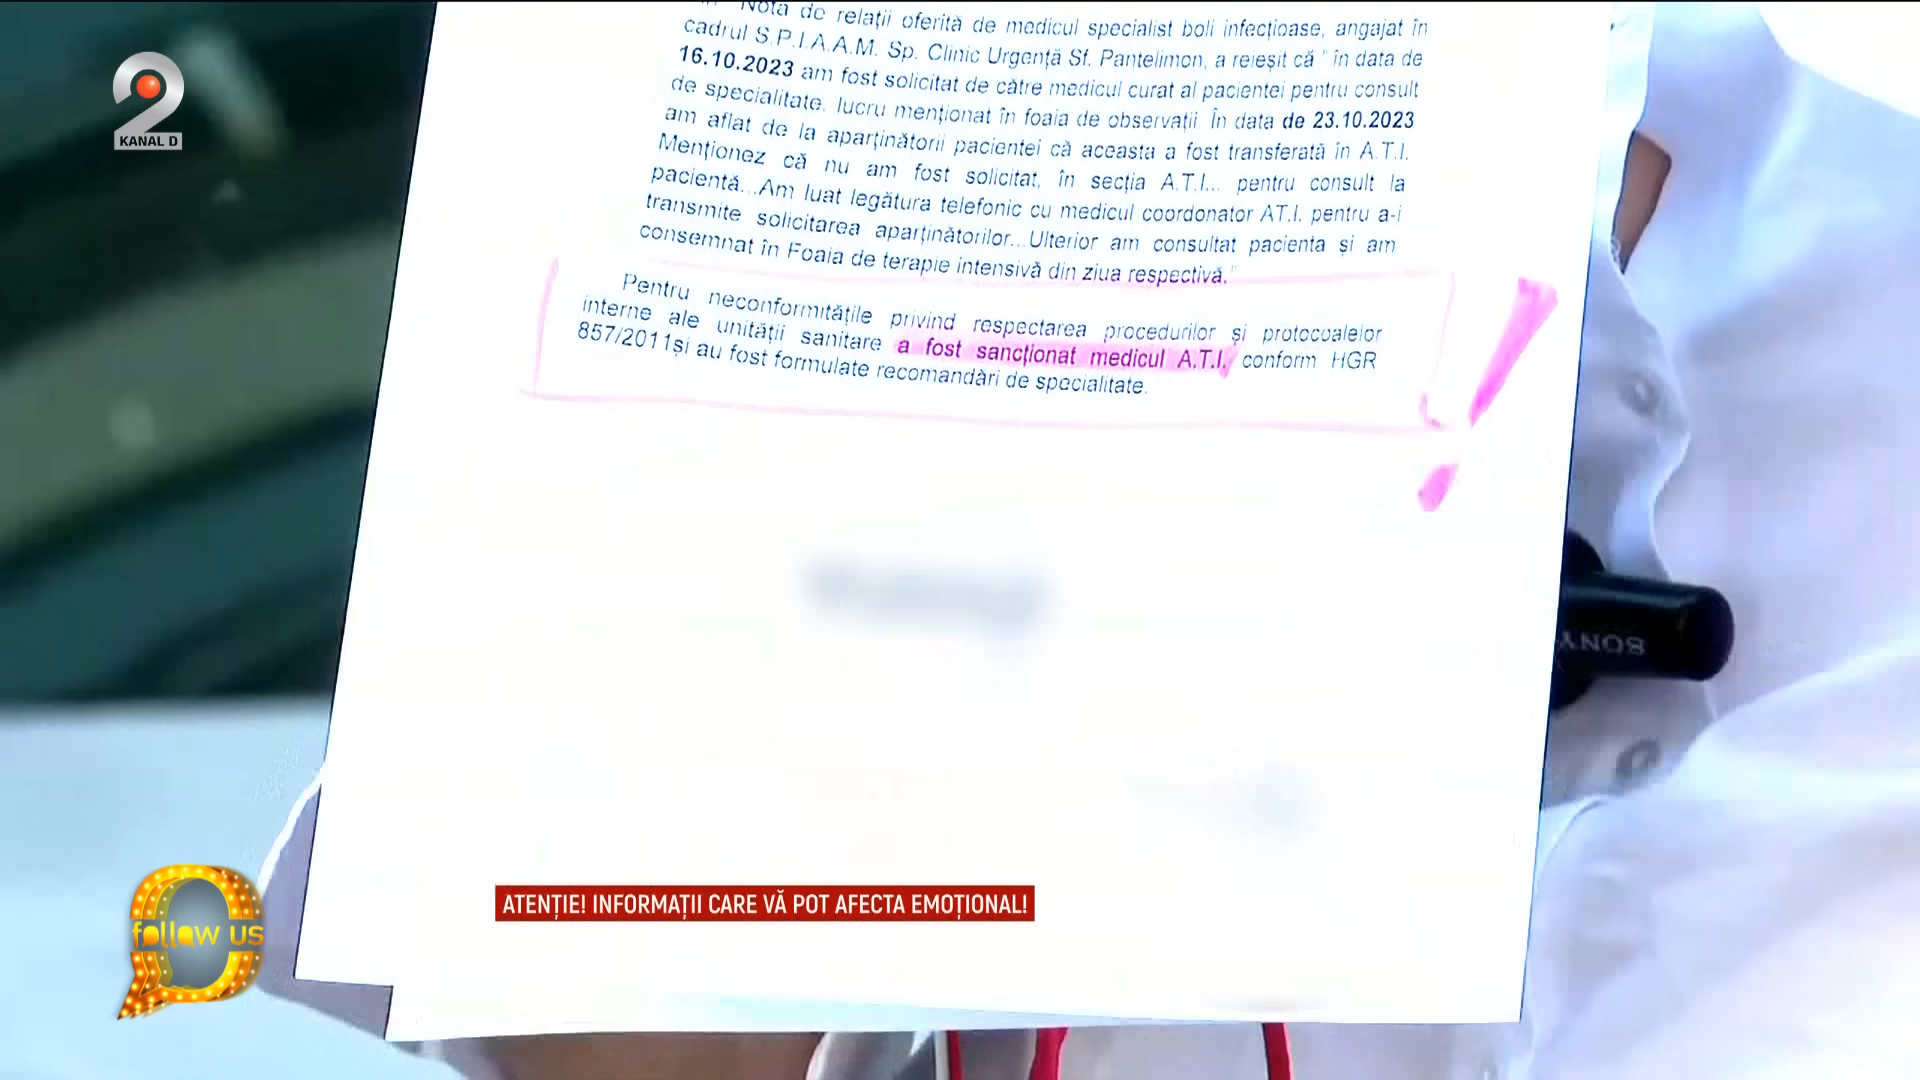 KANAL D
"Nota de relații oferită de medicul specialist boli infecțioase, angajat în
cadrul S.P.I.A.A.M. Sp. Clinic Urgență Sf. Pantelimon, a reieșit că " în data de
16.10.2023 am fost solicitat de către medicul curat al pacientei pentru consult
de specialitate, lucru menționat în foaia de observații. În data de 23.10.2023
am aflat de la aparținătorii pacientei că aceasta a fost transferată în A.T.I.
Menționez că nu am fost solicitat, în secția A.T.I... pentru consult la
pacientă...Am luat legătura telefonic cu medicul coordonator AT.I. pentru a-i
transmite solicitarea aparținătorilor...Ulterior am consultat pacienta și am
consemnat în Foaia de terapie intensivă din ziua respectivă."
Pentru neconformitățile privind respectarea procedurilor și protocoalelor
interne ale unității sanitare a fost sancționat medicul A.T.I. conform HGR
857/2011și au fost formulate recomandări de specialitate.
!
SONY
ATENȚIE! INFORMAȚII CARE VĂ POT AFECTA EMOȚIONAL!
follow us